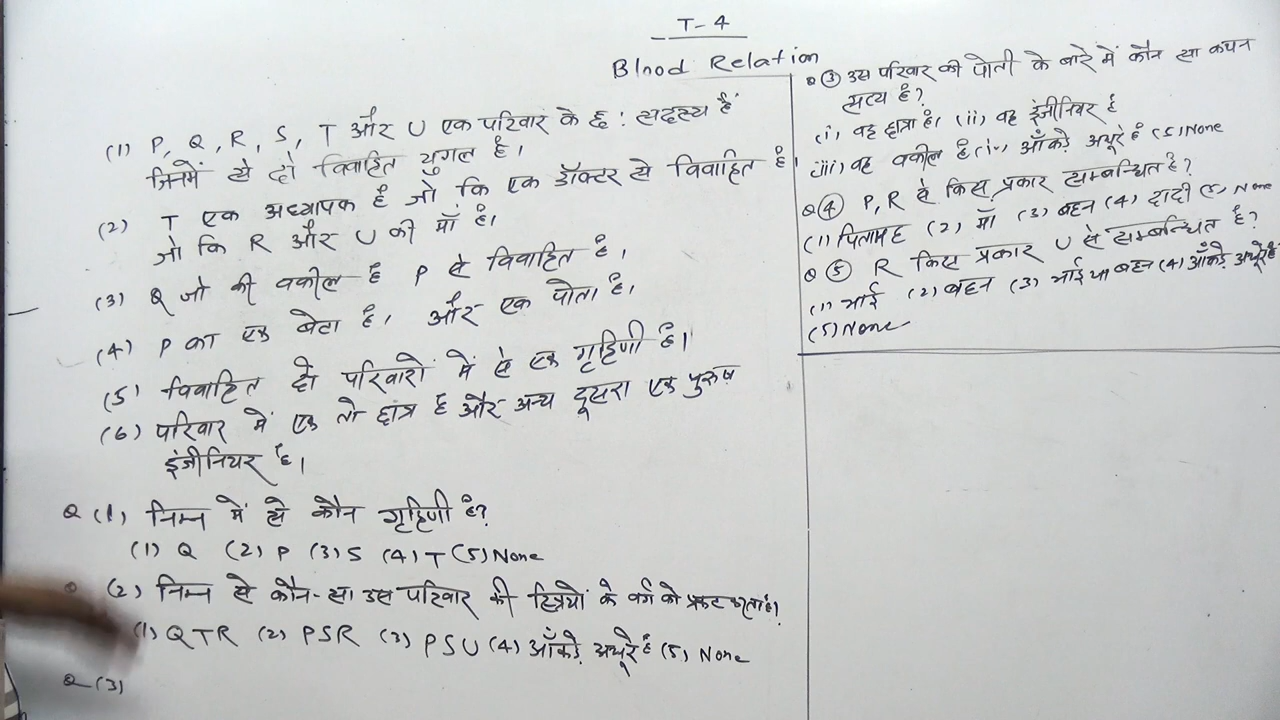 T-4
Blood Relation
(1) P, Q, R, S, T और U एक परिवार के छ: सदस्य हैं
जिनमें से दो विवाहित युगल है।
(2) T एक अध्यापक है जो कि एक डॉक्टर से विवाहित है।
जो कि R और U की माँ है।
(3) Q जो की वकील है P से विवाहित है,
(4) P का एक बेटा है, और एक पोता है,
(5) विवाहित दो परिवारों में से एक गृहिणी है।
(6) परिवार में एक तो छात्र है और अन्य दूसरा एक पुरुष
इंजीनियर है।
Q (1) निम्न में से कौन गृहिणी है?
(1) Q (2) P (3) S (4) T (5) None
(2) निम्न से कौन-सा उस परिवार की स्त्रियों के वर्ग को प्रकट करता है?
(1) QTR (2) PSR (3) PSU (4) आँकड़े अधूरे है (5) None
Q (3)
Q (3) उस परिवार की पोती के बारे में कौन सा कथन
सत्य है?
(i) वह छात्रा है। (ii) वह इंजीनियर है
(iii) वह वकील है (iv) आँकड़े अधूरे है (5) None
Q (4) P, R से किस प्रकार सम्बन्धित है?
(1) पितामह (2) माँ (3) बहन (4) दादी (5) None
Q (5) R किस प्रकार U से सम्बन्धित है?
(1) भाई (2) बहन (3) भाई या बहन (4) आँकड़े अधूरे है
(5) None